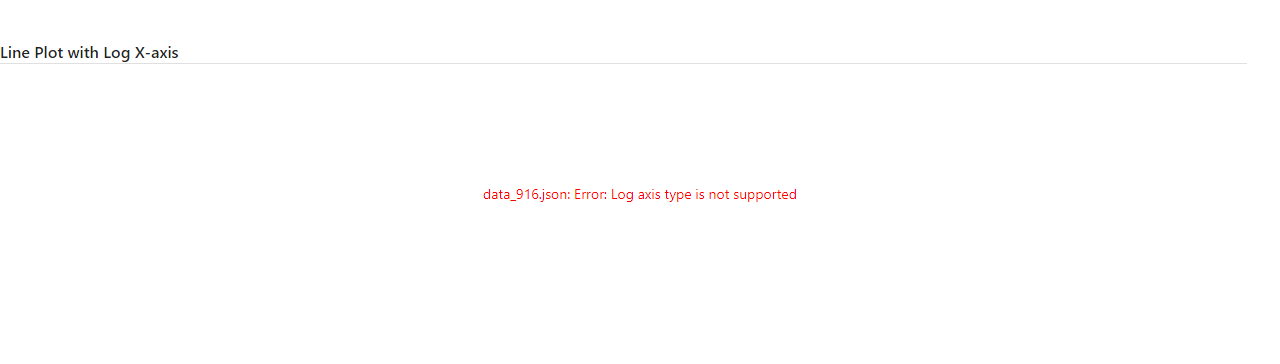 Line Plot with Log X-axis
data_916.json: Error: Log axis type is not supported